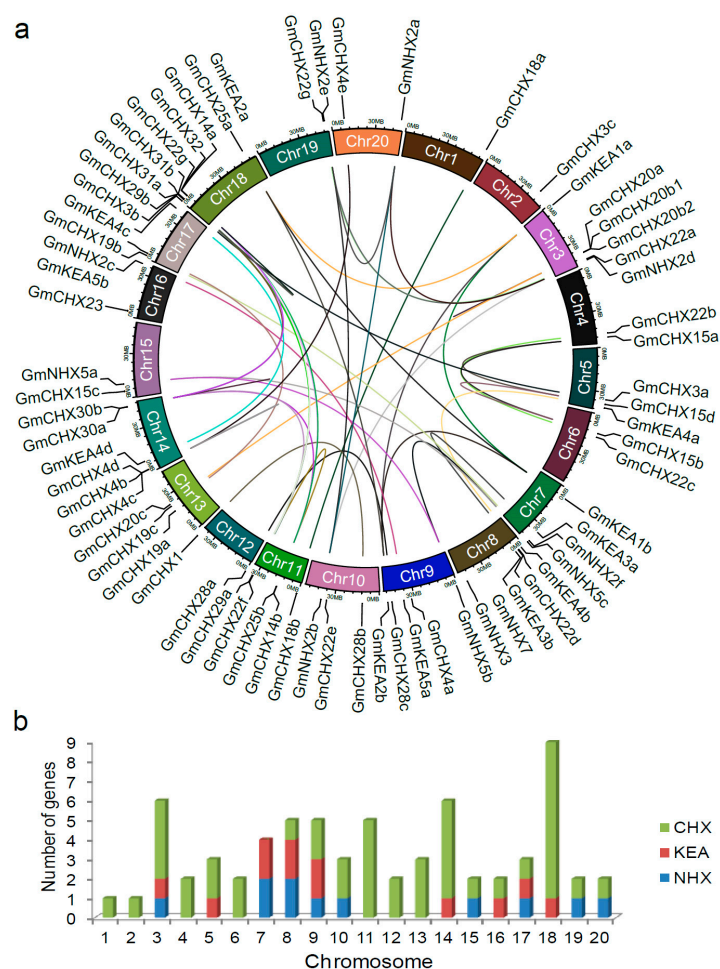 a
GmCHX22g
GmNHX2e
GmCHX4e
GmNHX2a
GmCHX18a
GmCHX3c
GmKEA1a
GmCHX20a
GmCHX20b1
GmCHX20b2
GmCHX22a
GmNHX2d
GmCHX22b
GmCHX15a
GmCHX3a
GmCHX15d
GmKEA4a
GmCHX15b
GmCHX22c
GmKEA1b
GmKEA3a
GmNHX2f
GmNHX5c
GmKEA4b
GmCHX22d
GmKEA3b
GmNHX7
GmNHX3
GmNHX5b
GmCHX4a
GmKEA5a
GmCHX28c
GmKEA2b
GmCHX28b
GmCHX22e
GmNHX2b
GmCHX18b
GmCHX14b
GmCHX25b
GmCHX22f
GmCHX29a
GmCHX28a
GmCHX1
GmCHX19a
GmCHX19c
GmCHX20c
GmCHX4c
GmCHX4b
GmCHX4d
GmKEA4d
GmCHX30a
GmCHX30b
GmCHX15c
GmNHX5a
GmCHX23
GmKEA5b
GmNHX2c
GmCHX19b
GmKEA4c
GmCHX3b
GmCHX29b
GmCHX31a
GmCHX31b
GmCHX22g
GmCHX32
GmCHX14a
GmCHX25a
GmKEA2a
Chr1
Chr2
Chr3
Chr4
Chr5
Chr6
Chr7
Chr8
Chr9
Chr10
Chr11
Chr12
Chr13
Chr14
Chr15
Chr16
Chr17
Chr18
Chr19
Chr20
b
Number of genes
9
8
7
6
5
4
3
2
1
0
1 2 3 4 5 6 7 8 9 10 11 12 13 14 15 16 17 18 19 20
Chromosome
CHX
KEA
NHX